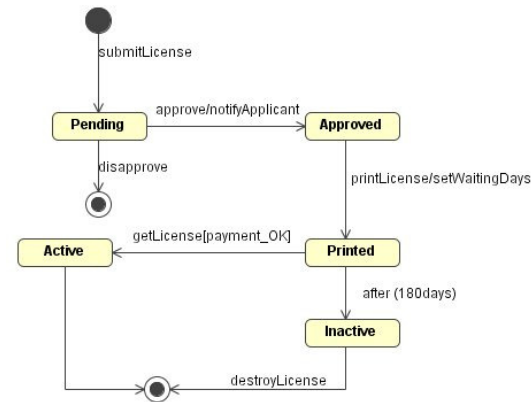 submitLicense
approve/notifyApplicant
Pending
Approved
disapprove
printLicense/setWaitingDays
getLicense[payment_OK]
Active
Printed
after (180days)
Inactive
destroyLicense